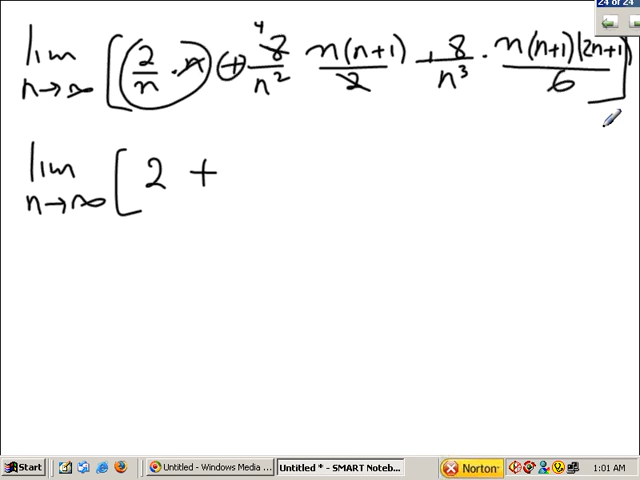 24 of 24
lim n→∞ [ 2/n · n + 4 8/n² n(n+1)/2 + 8/n³ · n(n+1)(2n+1)/6 ]
lim n→∞ [ 2 +
Start Untitled - Windows Media ... Untitled * - SMART Noteb... Norton 1:01 AM